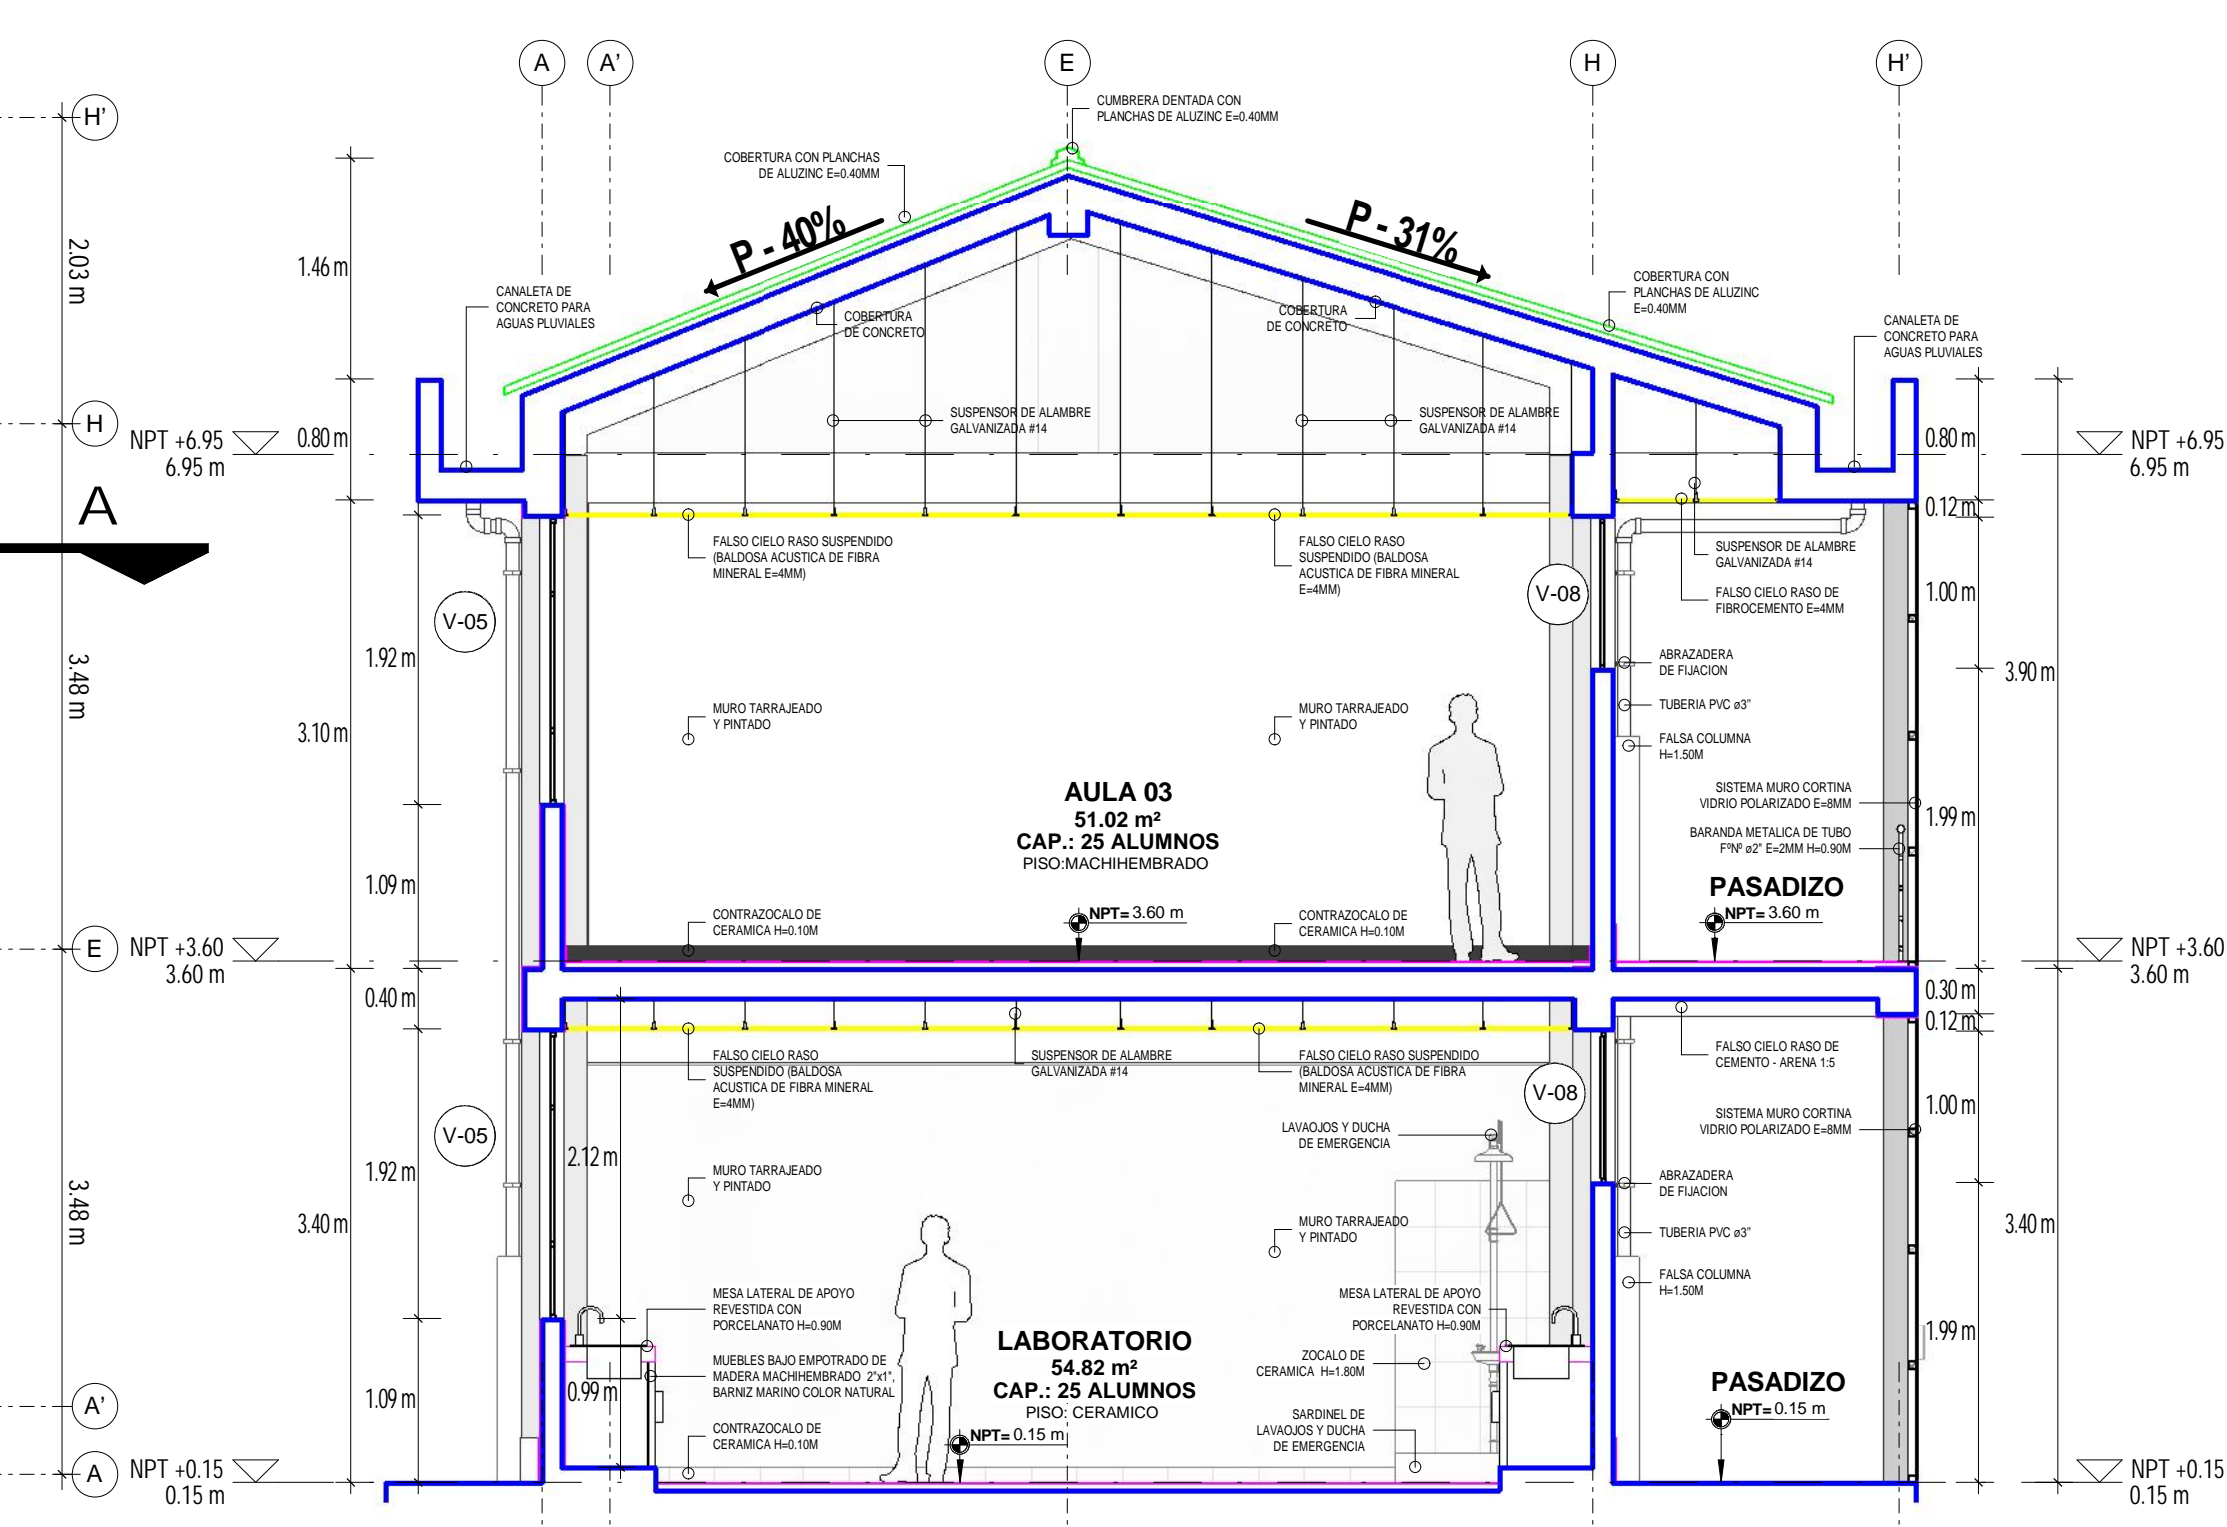 A
A'
E
H
H'
H'
2.03 m
H
A
3.48 m
E
3.48 m
A'
A
CUMBRERA DENTADA CON
PLANCHAS DE ALUZINC E=0.40MM
COBERTURA CON PLANCHAS
DE ALUZINC E=0.40MM
P - 40%
P - 31%
1.46 m
CANALETA DE
CONCRETO PARA
AGUAS PLUVIALES
COBERTURA
DE CONCRETO
COBERTURA
DE CONCRETO
COBERTURA CON
PLANCHAS DE ALUZINC
E=0.40MM
CANALETA DE
CONCRETO PARA
AGUAS PLUVIALES
NPT +6.95
6.95 m
0.80 m
SUSPENSOR DE ALAMBRE
GALVANIZADA #14
SUSPENSOR DE ALAMBRE
GALVANIZADA #14
0.80 m
NPT +6.95
6.95 m
0.12 m
FALSO CIELO RASO SUSPENDIDO
(BALDOSA ACUSTICA DE FIBRA
MINERAL E=4MM)
FALSO CIELO RASO
SUSPENDIDO (BALDOSA
ACUSTICA DE FIBRA MINERAL
E=4MM)
SUSPENSOR DE ALAMBRE
GALVANIZADA #14
FALSO CIELO RASO DE
FIBROCEMENTO E=4MM
V-05
V-08
1.00 m
1.92 m
ABRAZADERA
DE FIJACION
3.90 m
3.10 m
MURO TARRAJEADO
Y PINTADO
MURO TARRAJEADO
Y PINTADO
TUBERIA PVC ø3"
FALSA COLUMNA
H=1.50M
AULA 03
51.02 m²
CAP.: 25 ALUMNOS
PISO:MACHIHEMBRADO
SISTEMA MURO CORTINA
VIDRIO POLARIZADO E=8MM
1.99 m
BARANDA METALICA DE TUBO
FºNº ø2" E=2MM H=0.90M
1.09 m
PASADIZO
NPT= 3.60 m
CONTRAZOCALO DE
CERAMICA H=0.10M
NPT= 3.60 m
CONTRAZOCALO DE
CERAMICA H=0.10M
NPT +3.60
3.60 m
NPT +3.60
3.60 m
0.40 m
0.30 m
0.12 m
FALSO CIELO RASO
SUSPENDIDO (BALDOSA
ACUSTICA DE FIBRA MINERAL
E=4MM)
SUSPENSOR DE ALAMBRE
GALVANIZADA #14
FALSO CIELO RASO SUSPENDIDO
(BALDOSA ACUSTICA DE FIBRA
MINERAL E=4MM)
FALSO CIELO RASO DE
CEMENTO - ARENA 1:5
V-05
V-08
1.00 m
LAVAOJOS Y DUCHA
DE EMERGENCIA
SISTEMA MURO CORTINA
VIDRIO POLARIZADO E=8MM
1.92 m
2.12 m
MURO TARRAJEADO
Y PINTADO
ABRAZADERA
DE FIJACION
3.40 m
MURO TARRAJEADO
Y PINTADO
TUBERIA PVC ø3"
3.40 m
FALSA COLUMNA
H=1.50M
MESA LATERAL DE APOYO
REVESTIDA CON
PORCELANATO H=0.90M
MESA LATERAL DE APOYO
REVESTIDA CON
PORCELANATO H=0.90M
1.99 m
LABORATORIO
54.82 m²
CAP.: 25 ALUMNOS
PISO: CERAMICO
MUEBLES BAJO EMPOTRADO DE
MADERA MACHIHEMBRADO 2"x1",
BARNIZ MARINO COLOR NATURAL
ZOCALO DE
CERAMICA H=1.80M
1.09 m
0.99 m
PASADIZO
NPT= 0.15 m
CONTRAZOCALO DE
CERAMICA H=0.10M
NPT= 0.15 m
SARDINEL DE
LAVAOJOS Y DUCHA
DE EMERGENCIA
NPT +0.15
0.15 m
NPT +0.15
0.15 m